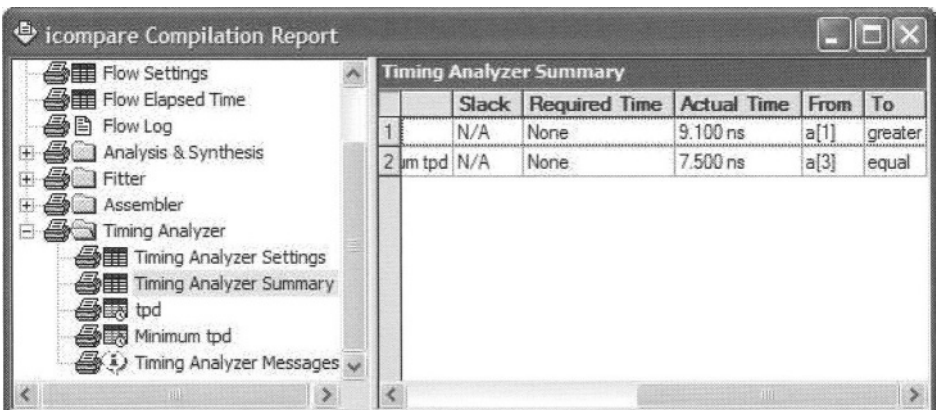 icompare Compilation Report
Flow Settings
Flow Elapsed Time
Flow Log
Analysis & Synthesis
Fitter
Assembler
Timing Analyzer
Timing Analyzer Settings
Timing Analyzer Summary
tpd
Minimum tpd
Timing Analyzer Messages
Timing Analyzer Summary
Slack Required Time Actual Time From To
1 N/A None 9.100 ns a[1] greater
2 um tpd N/A None 7.500 ns a[3] equal